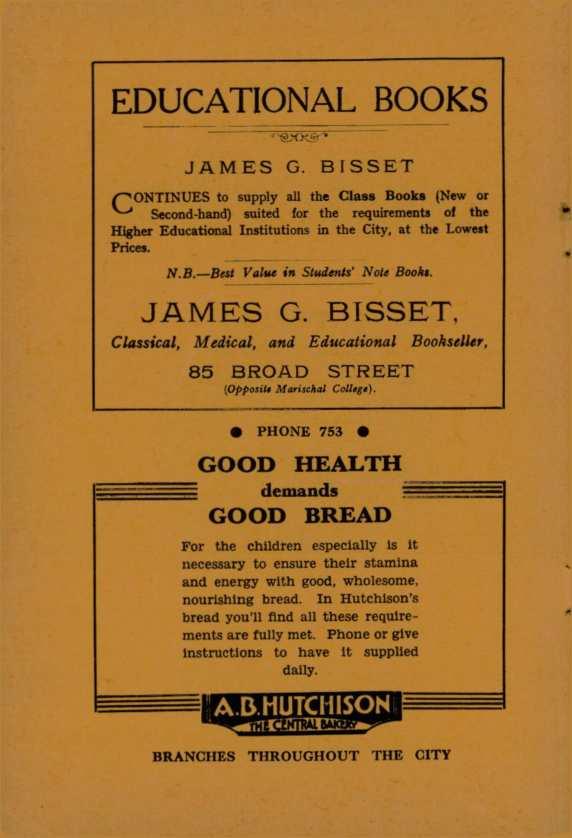 EDUCATIONAL BOOKS
JAMES G. BISSET
CONTINUES to supply all the Class Books (New or
Second-hand) suited for the requirements of the
Higher Educational Institutions in the City, at the Lowest
Prices.
N.B.—Best Value in Students' Note Books.
JAMES G. BISSET,
Classical, Medical, and Educational Bookseller,
85 BROAD STREET
(Opposite Marischal College).
● PHONE 753 ●
GOOD HEALTH
demands
GOOD BREAD
For the children especially is it
necessary to ensure their stamina
and energy with good, wholesome,
nourishing bread. In Hutchison's
bread you'll find all these require-
ments are fully met. Phone or give
instructions to have it supplied
daily.
A.B. HUTCHISON
THE CENTRAL BAKERY
BRANCHES THROUGHOUT THE CITY